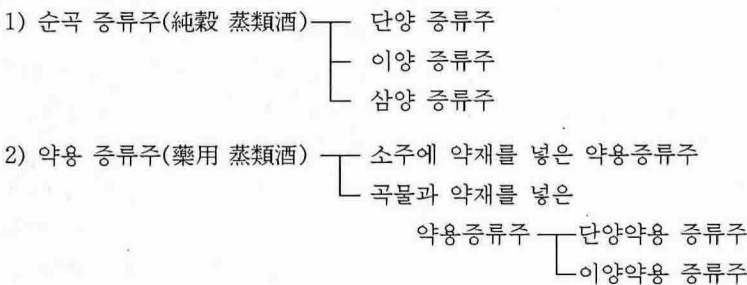 1) 순곡 증류주(純穀 蒸類酒) 단양 증류주
이양 증류주
삼양 증류주
2) 약용 증류주(藥用 蒸類酒) 소주에 약재를 넣은 약용증류주
곡물과 약재를 넣은
약용증류주 단양약용 증류주
이양약용 증류주